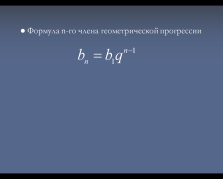 ● Формула n-го члена геометрической прогрессии
bₙ = b₁qⁿ⁻¹